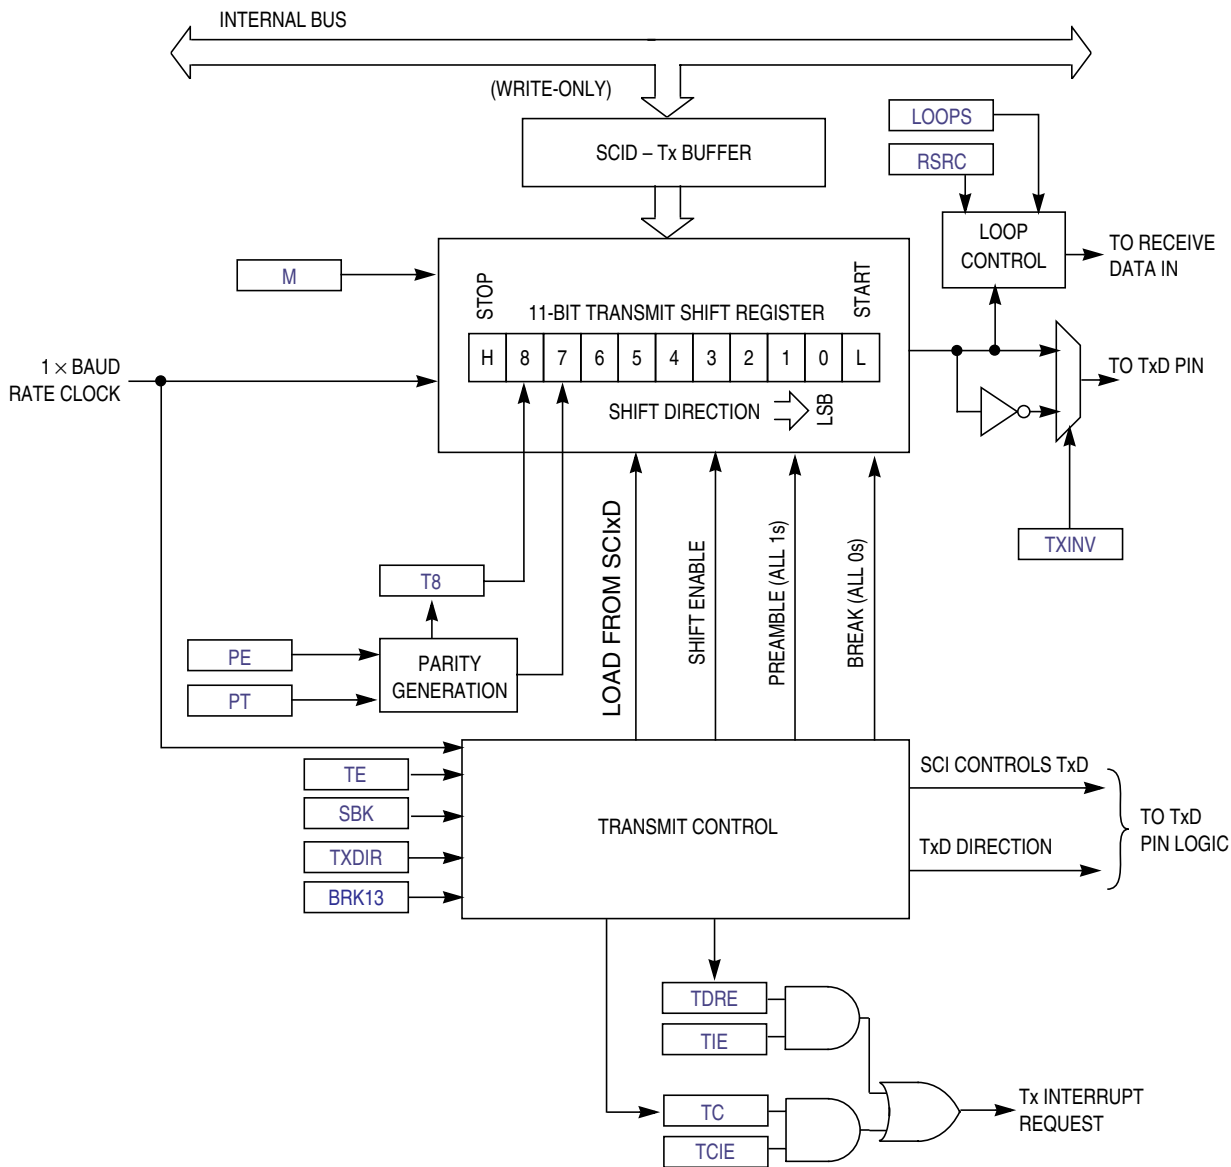 INTERNAL BUS
(WRITE-ONLY)
SCID – Tx BUFFER
LOOPS
RSRC
LOOP
CONTROL
TO RECEIVE
DATA IN
M
STOP
11-BIT TRANSMIT SHIFT REGISTER
START
H 8 7 6 5 4 3 2 1 0 L
SHIFT DIRECTION
LSB
1 × BAUD
RATE CLOCK
TO TxD PIN
TXINV
T8
PE
PT
PARITY
GENERATION
LOAD FROM SCIxD
SHIFT ENABLE
PREAMBLE (ALL 1s)
BREAK (ALL 0s)
TE
SBK
TXDIR
BRK13
TRANSMIT CONTROL
SCI CONTROLS TxD
TxD DIRECTION
TO TxD
PIN LOGIC
TDRE
TIE
TC
TCIE
Tx INTERRUPT
REQUEST